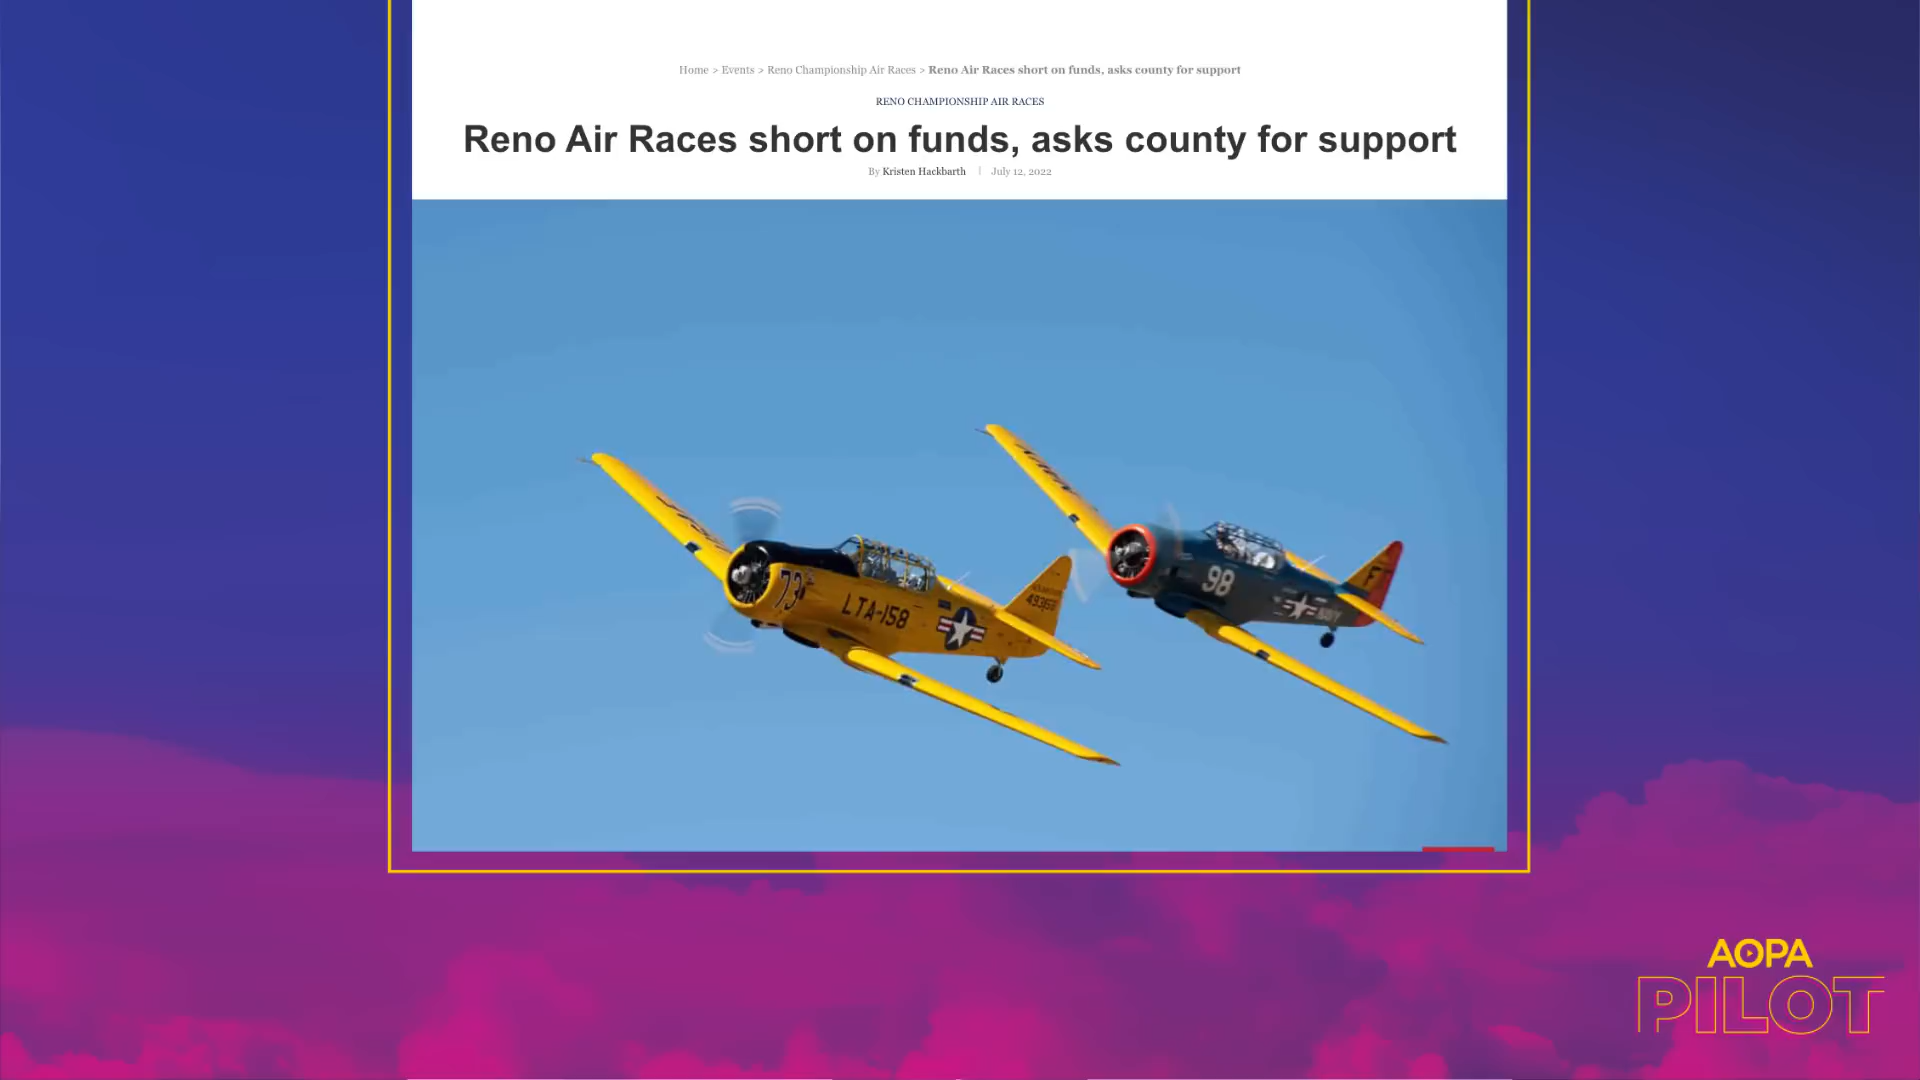 Home > Events > Reno Championship Air Races > Reno Air Races short on funds, asks county for support
RENO CHAMPIONSHIP AIR RACES
Reno Air Races short on funds, asks county for support
By Kristen Hackbarth | July 12, 2022
73
LTA-158
98
NAVY
F
AOPA
PILOT